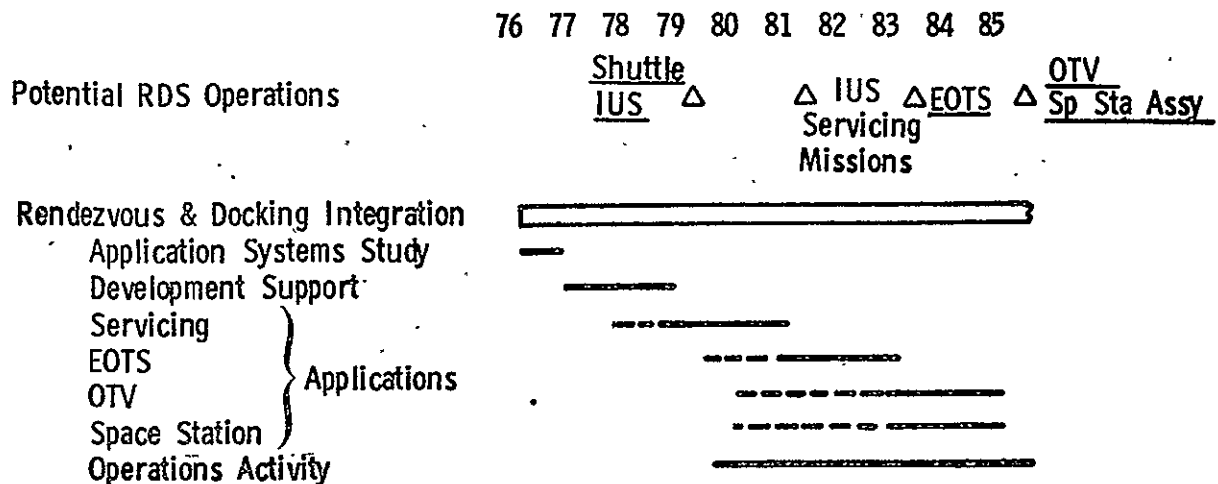 76 77 78 79 80 81 82 83 84 85
Potential RDS Operations
Shuttle
IUS
Δ
Δ IUS
Servicing
Missions
Δ EOTS
Δ OTV
Sp Sta Assy
Rendezvous & Docking Integration
Application Systems Study
Development Support
Servicing
EOTS
OTV
Space Station
Applications
Operations Activity